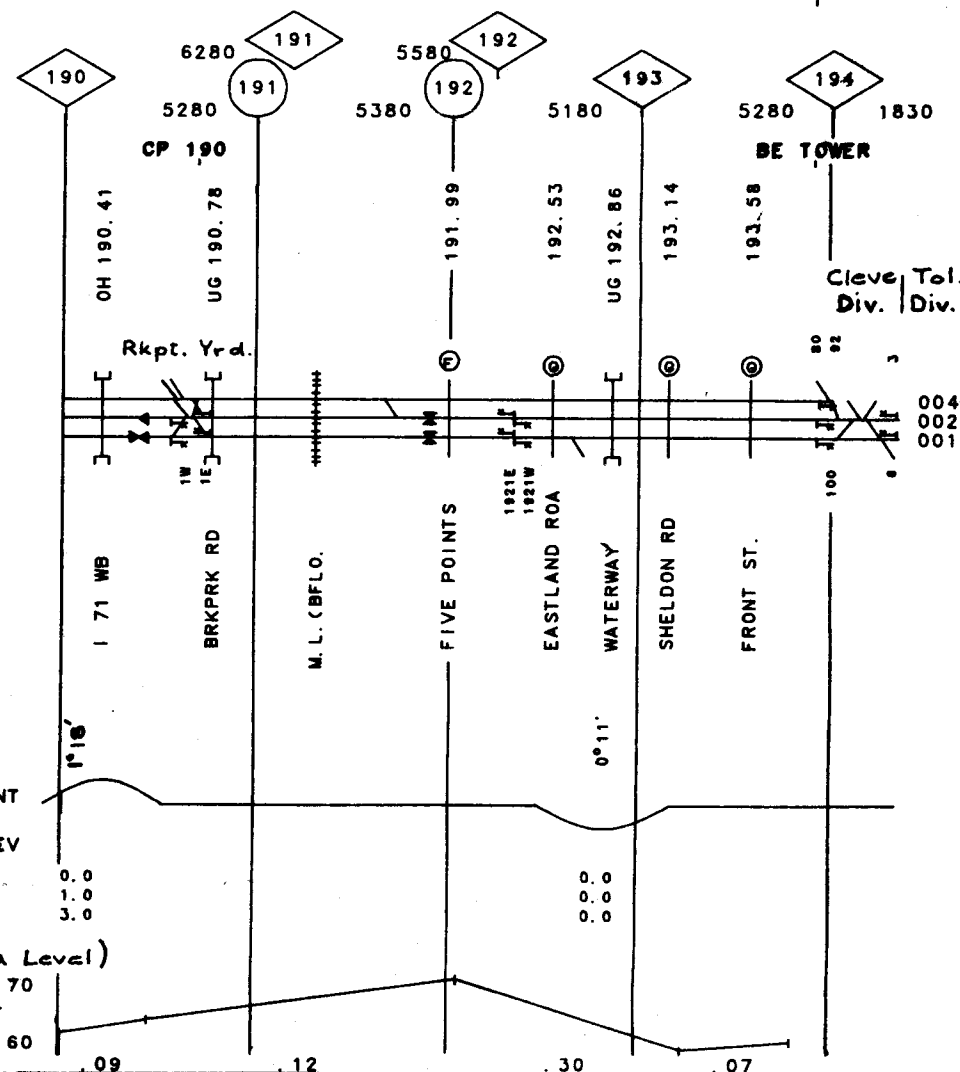 6280 191 5580 192
190 191 192 193 194
5280 5380 5180 5280 1830
CP 190 BE TOWER
OH 190.41
UG 190.78
191.99
192.53
UG 192.86
193.14
193.58
Cleve Tol.
Div. Div.
Rkpt. Yrd.
80
92
3
004
002
001
1W
1E
1921E
1921W
100
8
I 71 WB
BRKPRK RD
M. L. (BFLO.
FIVE POINTS
EASTLAND ROA
WATERWAY
SHELDON RD
FRONT ST.
1°18'
0°11'
NT
EV
0.0 0.0
1.0 0.0
3.0 0.0
Level)
70
60
.09 .12 .30 .07